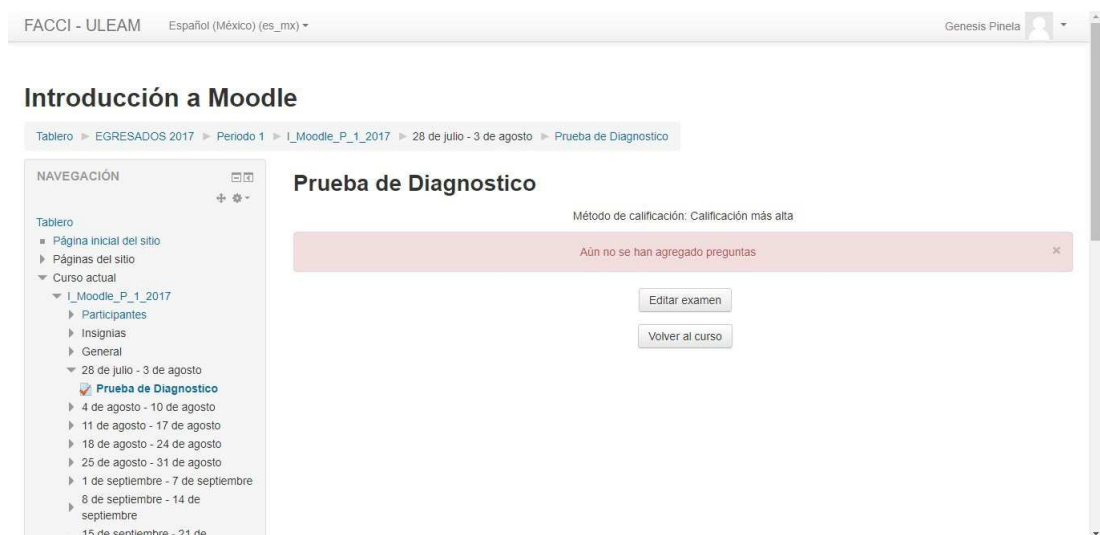 FACCI - ULEAM Español (México) (es_mx) Genesis Pinela
Introducción a Moodle
Tablero EGRESADOS 2017 Periodo 1 I_Moodle_P_1_2017 28 de julio - 3 de agosto Prueba de Diagnostico
NAVEGACIÓN
Tablero
Página inicial del sitio
Páginas del sitio
Curso actual
I_Moodle_P_1_2017
Participantes
Insignias
General
28 de julio - 3 de agosto
Prueba de Diagnostico
4 de agosto - 10 de agosto
11 de agosto - 17 de agosto
18 de agosto - 24 de agosto
25 de agosto - 31 de agosto
1 de septiembre - 7 de septiembre
8 de septiembre - 14 de
septiembre
15 de septiembre - 21 de
Prueba de Diagnostico
Método de calificación: Calificación más alta
Aún no se han agregado preguntas
Editar examen
Volver al curso